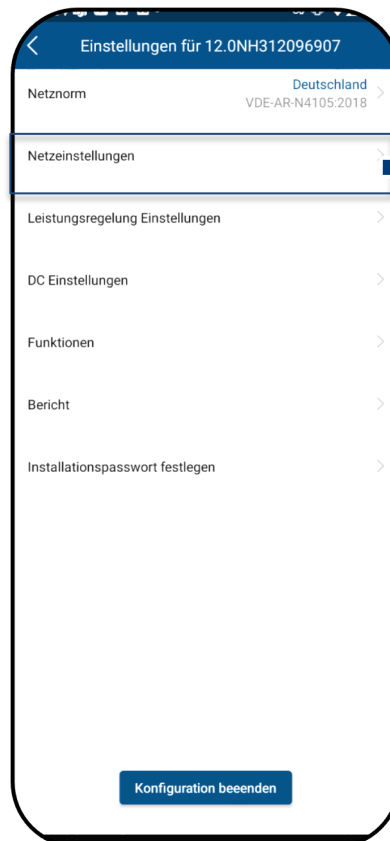 Einstellungen für 12.0NH312096907
Netznorm
Deutschland
VDE-AR-N4105:2018
Netzeinstellungen
Leistungsregelung Einstellungen
DC Einstellungen
Funktionen
Bericht
Installationspasswort festlegen
Konfiguration beeenden